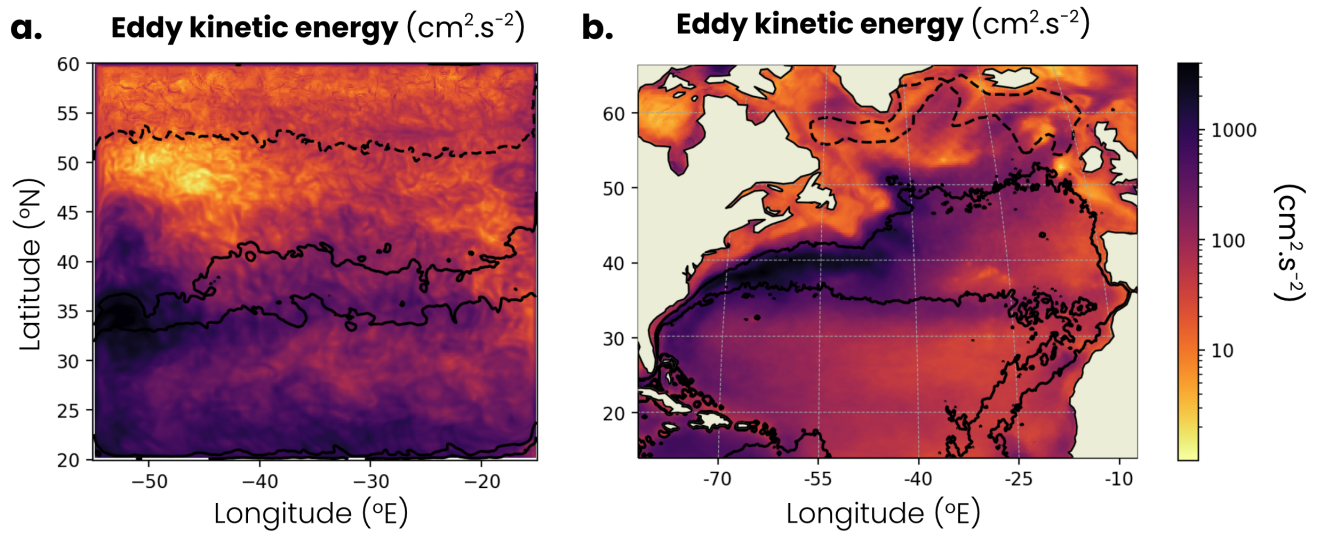 a. Eddy kinetic energy (cm².s⁻²)
60
55
50
45
40
35
30
25
20
Latitude (ºN)
−50 −40 −30 −20
Longitude (ºE)
b. Eddy kinetic energy (cm².s⁻²)
60
50
40
30
20
-70 -55 -40 -25 -10
Longitude (ºE)
1000
100
10
(cm².s⁻²)